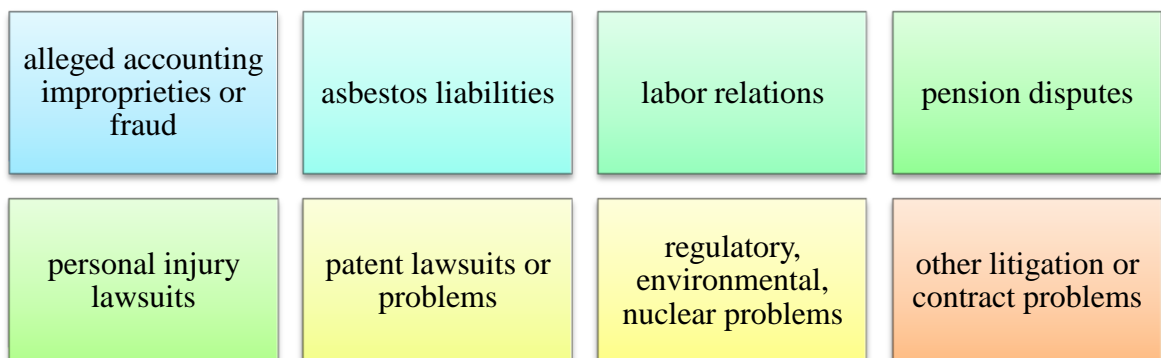 alleged accounting
improprieties or
fraud
asbestos liabilities
labor relations
pension disputes
personal injury
lawsuits
patent lawsuits or
problems
regulatory,
environmental,
nuclear problems
other litigation or
contract problems